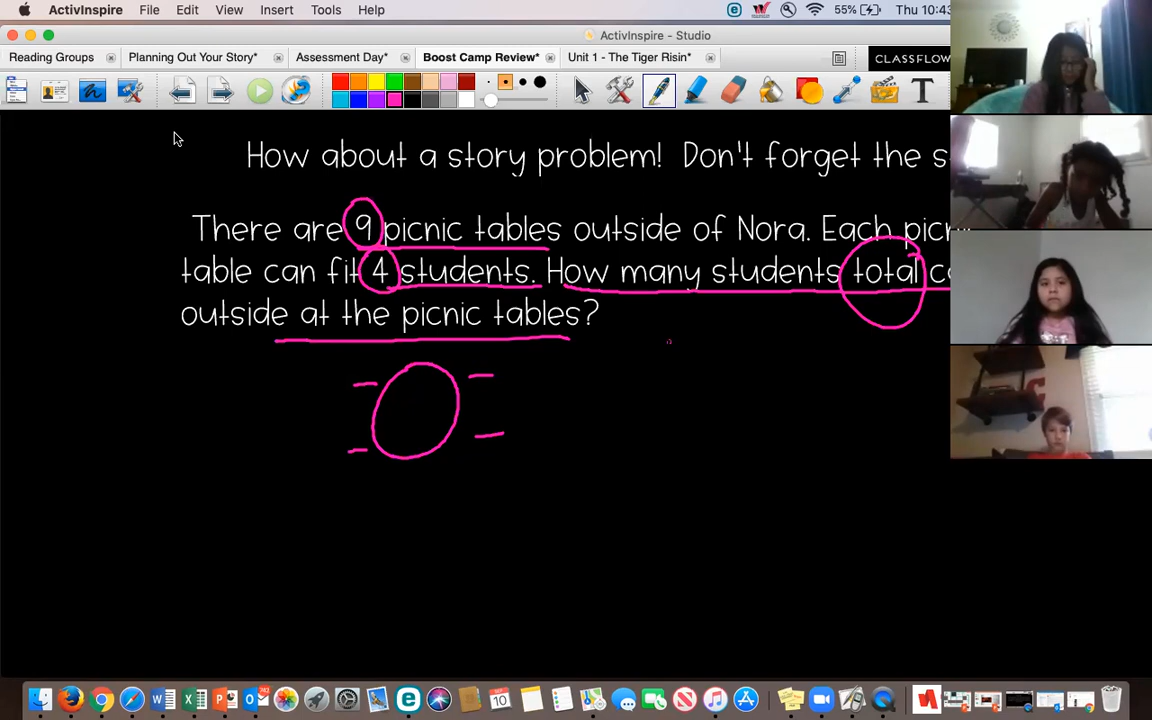 ActivInspire File Edit View Insert Tools Help 55% Thu 10:43
ActivInspire - Studio
Reading Groups Planning Out Your Story* Assessment Day* Boost Camp Review* Unit 1 - The Tiger Risin* CLASSFLOW
How about a story problem! Don't forget the s
There are 9 picnic tables outside of Nora. Each picn
table can fit 4 students. How many students total c
outside at the picnic tables?